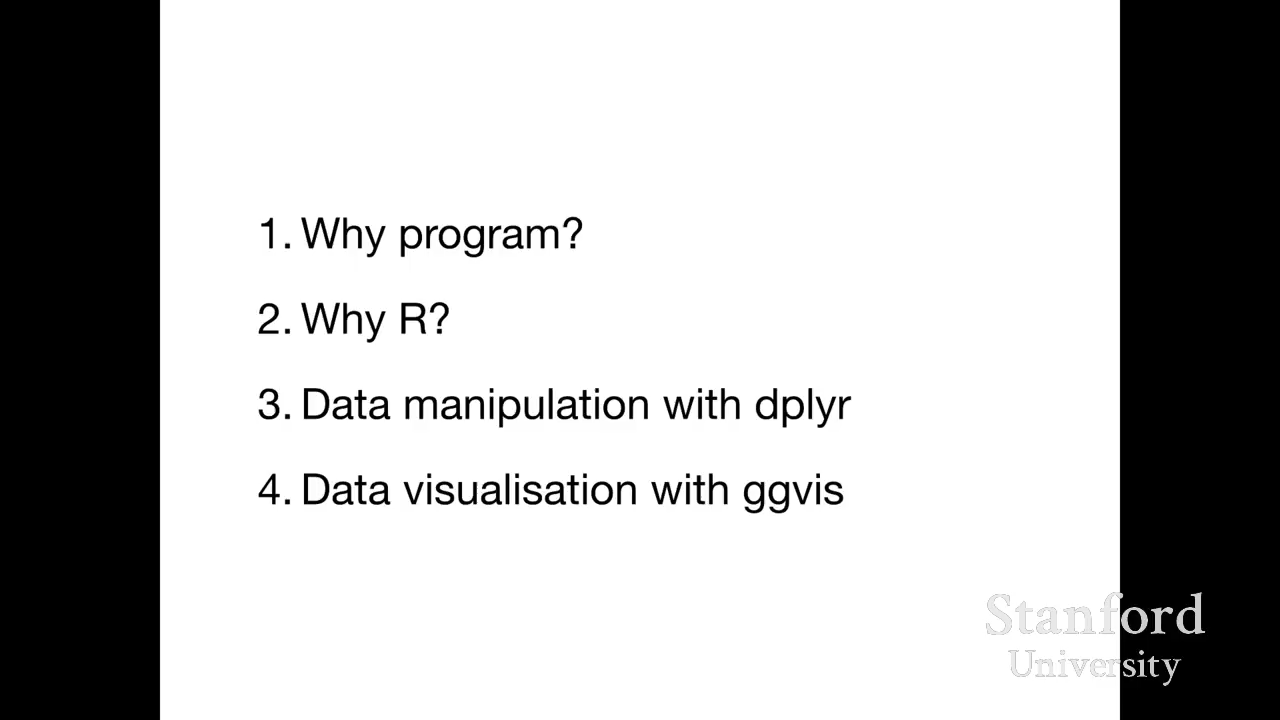 1. Why program?
2. Why R?
3. Data manipulation with dplyr
4. Data visualisation with ggvis
Stanford
University